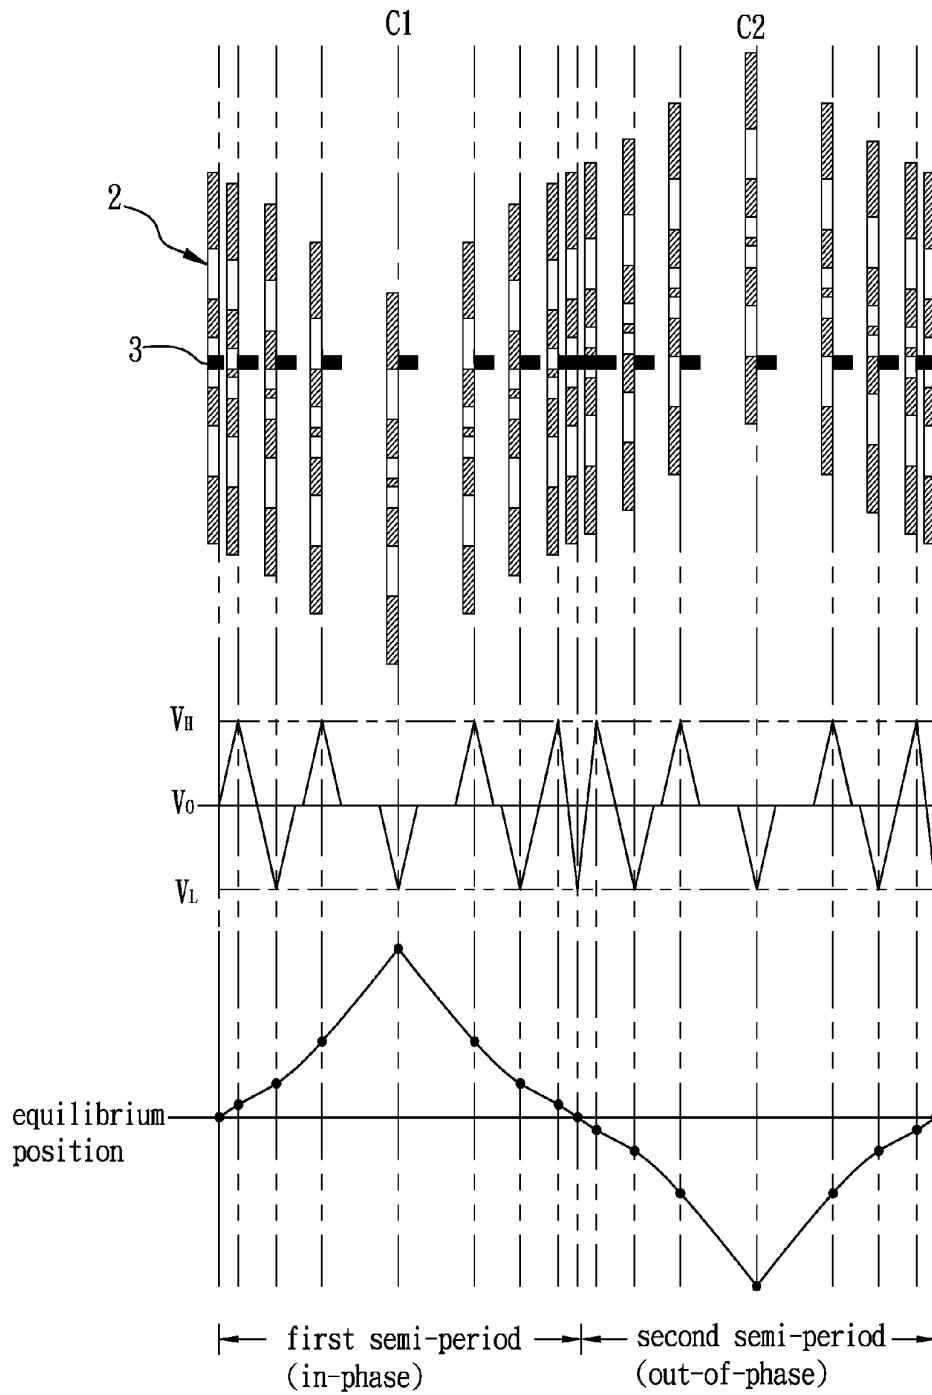 C1
C2
2
3
VH
VO
VL
equilibrium
position
first semi-period
(in-phase)
second semi-period
(out-of-phase)